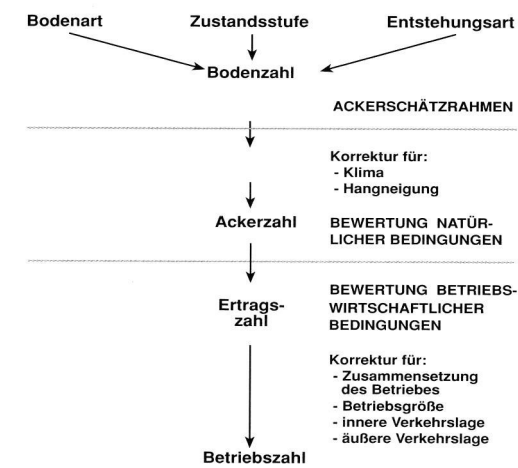 Bodenart Zustandsstufe Entstehungsart
Bodenzahl
ACKERSCHÄTZRAHMEN
Korrektur für:
- Klima
- Hangneigung
Ackerzahl
BEWERTUNG NATÜR-
LICHER BEDINGUNGEN
BEWERTUNG BETRIEBS-
WIRTSCHAFTLICHER
BEDINGUNGEN
Ertrags-
zahl
Korrektur für:
- Zusammensetzung
des Betriebes
- Betriebsgröße
- innere Verkehrslage
- äußere Verkehrslage
Betriebszahl